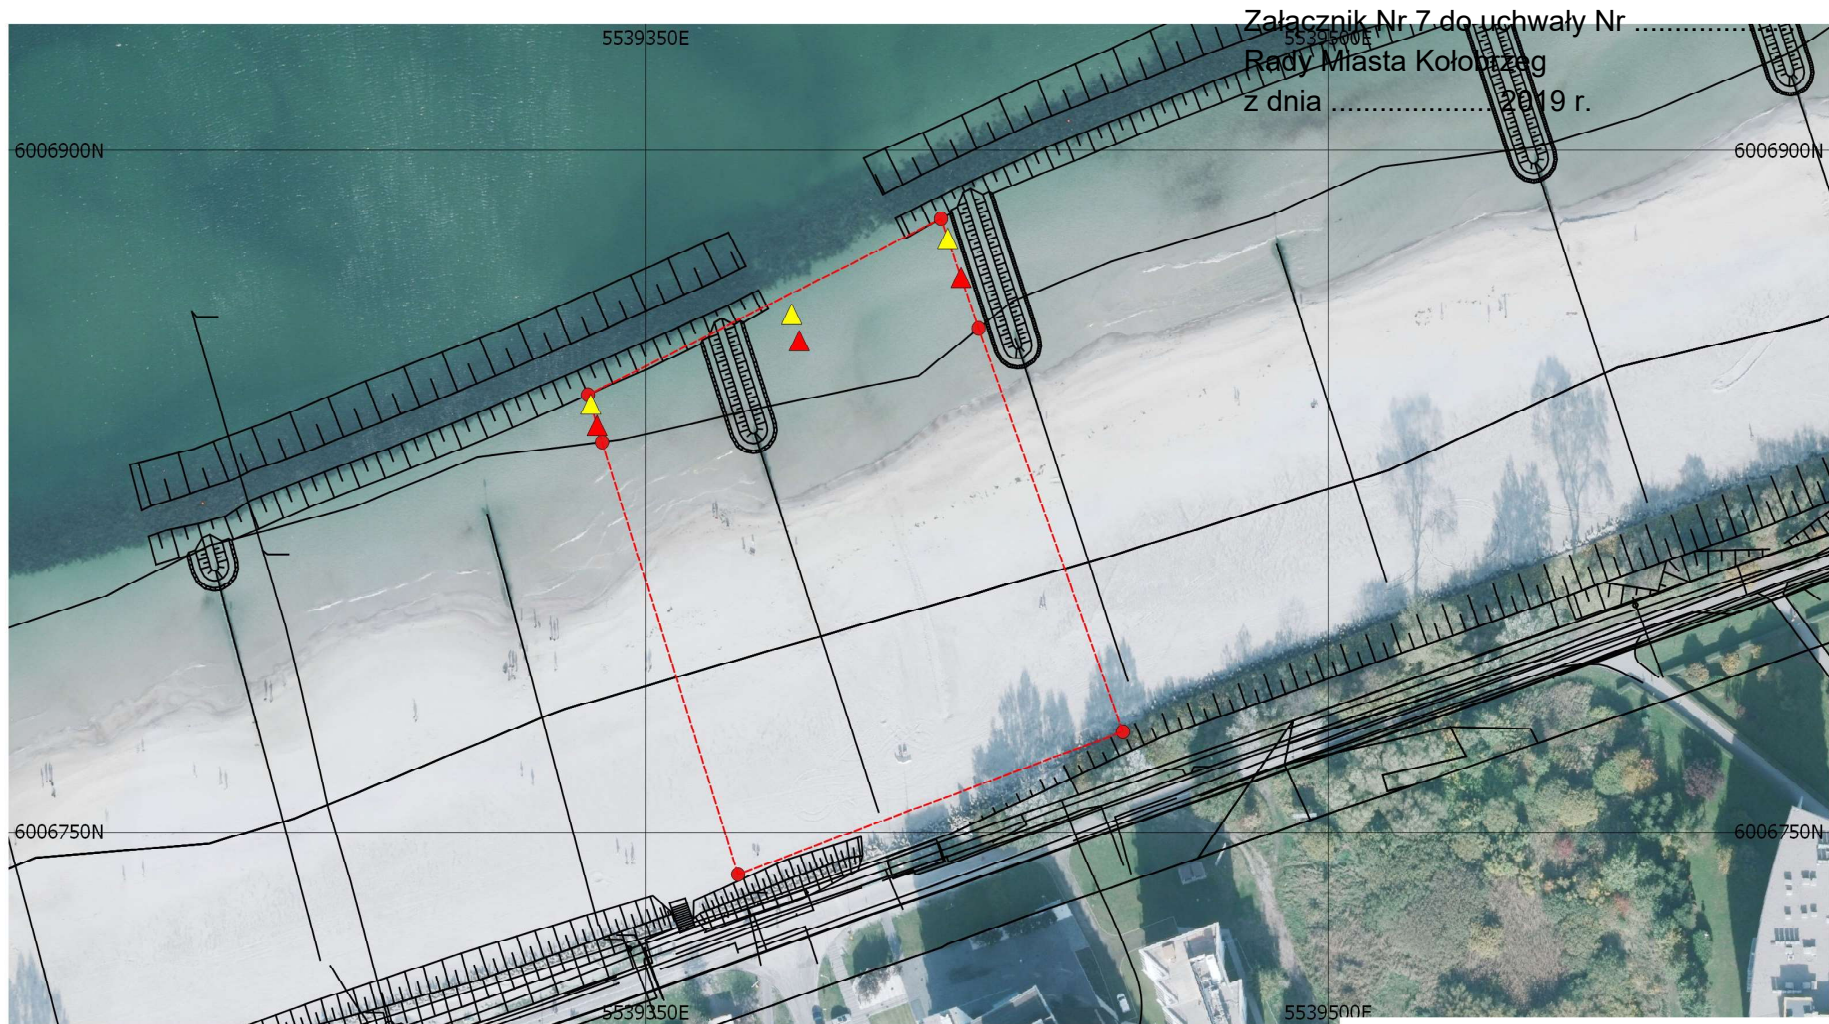 Załącznik Nr 7 do uchwały Nr ....................
Rady Miasta Kołobrzeg
z dnia .................... 2019 r.
5539350E
5539500E
6006900N
6006900N
6006750N
6006750N
5539350E
5539500E